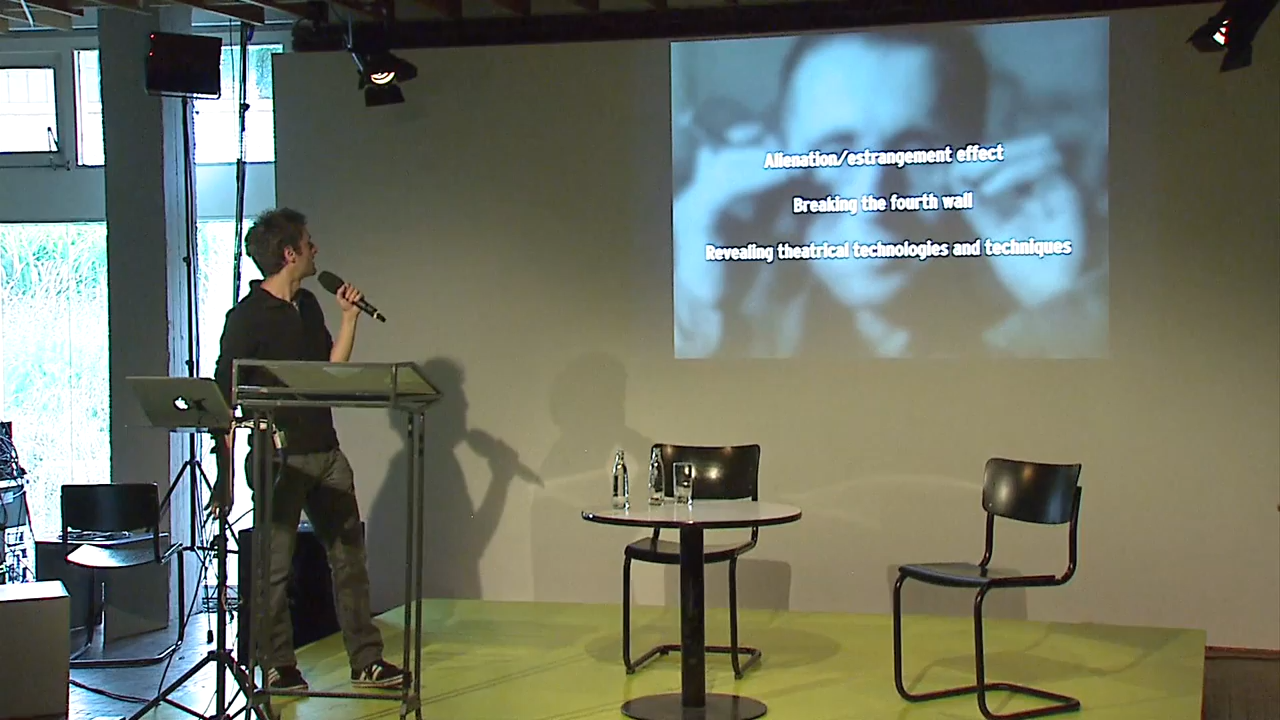 Alienation/estrangement effect
Breaking the fourth wall
Revealing theatrical technologies and techniques